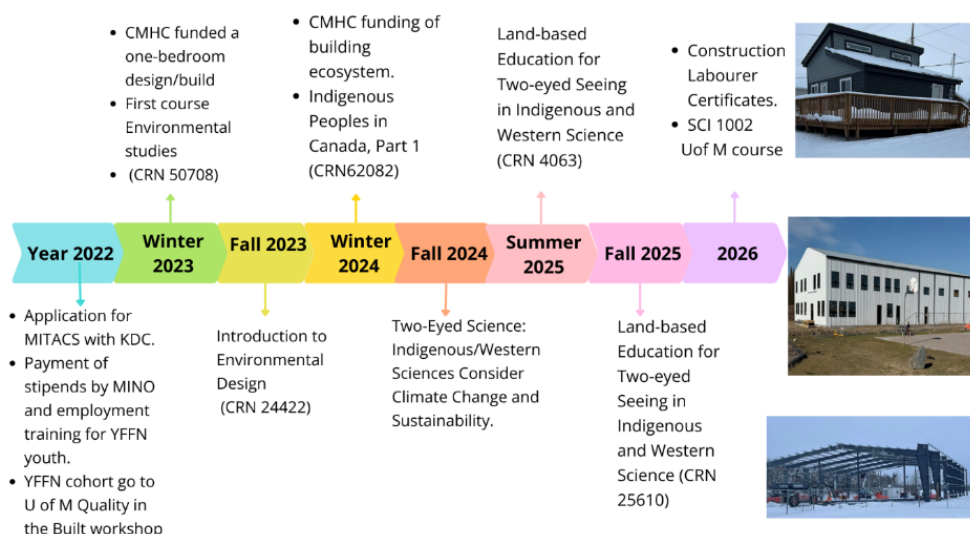 • CMHC funded a
one-bedroom
design/build
• First course
Environmental
studies
• (CRN 50708)
• CMHC funding of
building
ecosystem.
• Indigenous
Peoples in
Canada, Part 1
(CRN62082)
Land-based
Education for
Two-eyed Seeing
in Indigenous and
Western Science
(CRN 4063)
• Construction
Labourer
Certificates.
• SCI 1002
Uof M course
Year 2022
Winter
2023
Fall 2023
Winter
2024
Fall 2024
Summer
2025
Fall 2025
2026
• Application for
MITACS with KDC.
• Payment of
stipends by MINO
and employment
training for YFFN
youth.
• YFFN cohort go to
U of M Quality in
the Built workshop
Introduction to
Environmental
Design
(CRN 24422)
Two-Eyed Science:
Indigenous/Western
Sciences Consider
Climate Change and
Sustainability.
Land-based
Education for
Two-eyed
Seeing in
Indigenous
and Western
Science (CRN
25610)